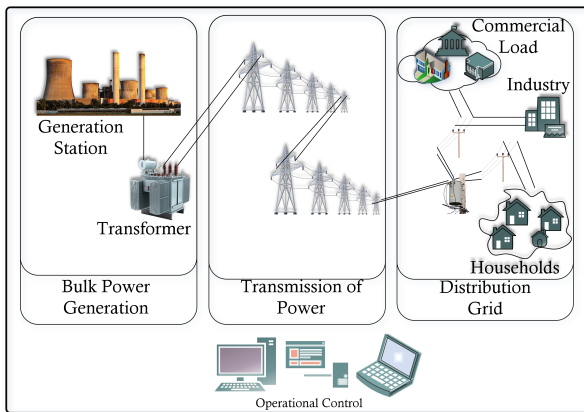 Generation
Station
Transformer
Bulk Power
Generation
Transmission of
Power
Commercial
Load
Industry
Households
Distribution
Grid
Operational Control